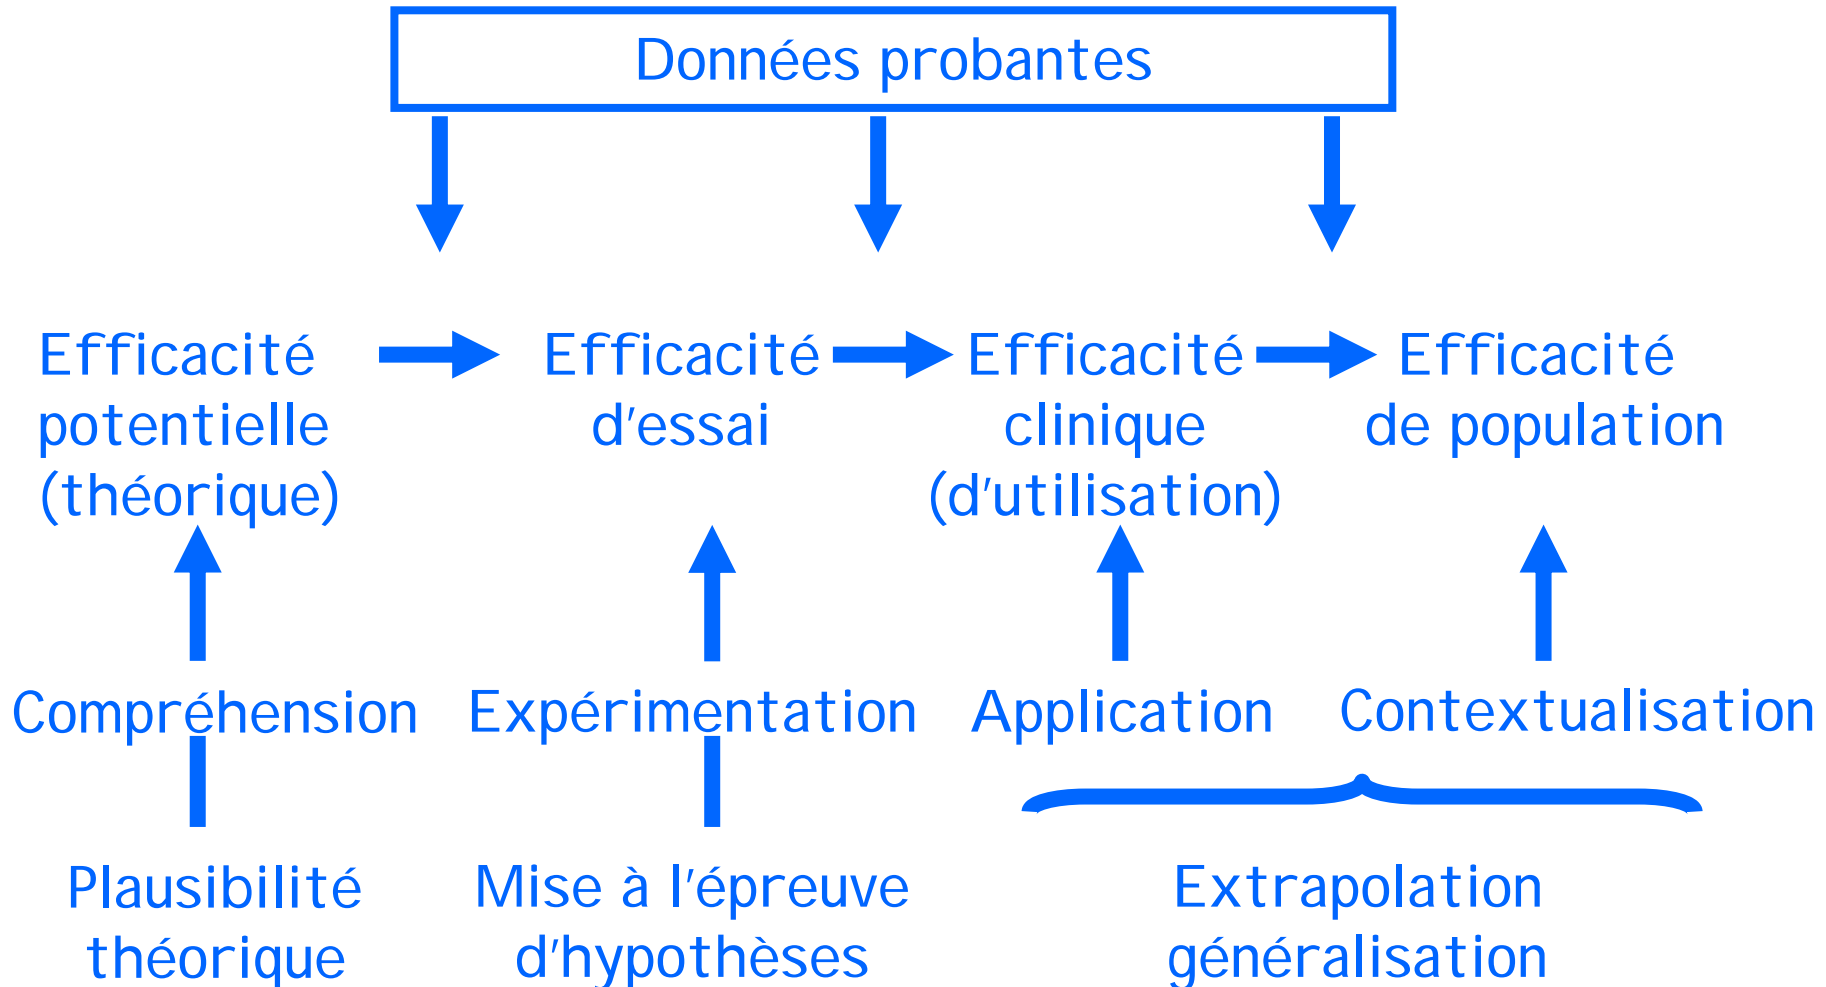 Données probantes
Efficacité
potentielle
(théorique)
Efficacité
d'essai
Efficacité
clinique
(d'utilisation)
Efficacité
de population
Compréhension
Expérimentation
Application
Contextualisation
Plausibilité
théorique
Mise à l'épreuve
d'hypothèses
Extrapolation
généralisation